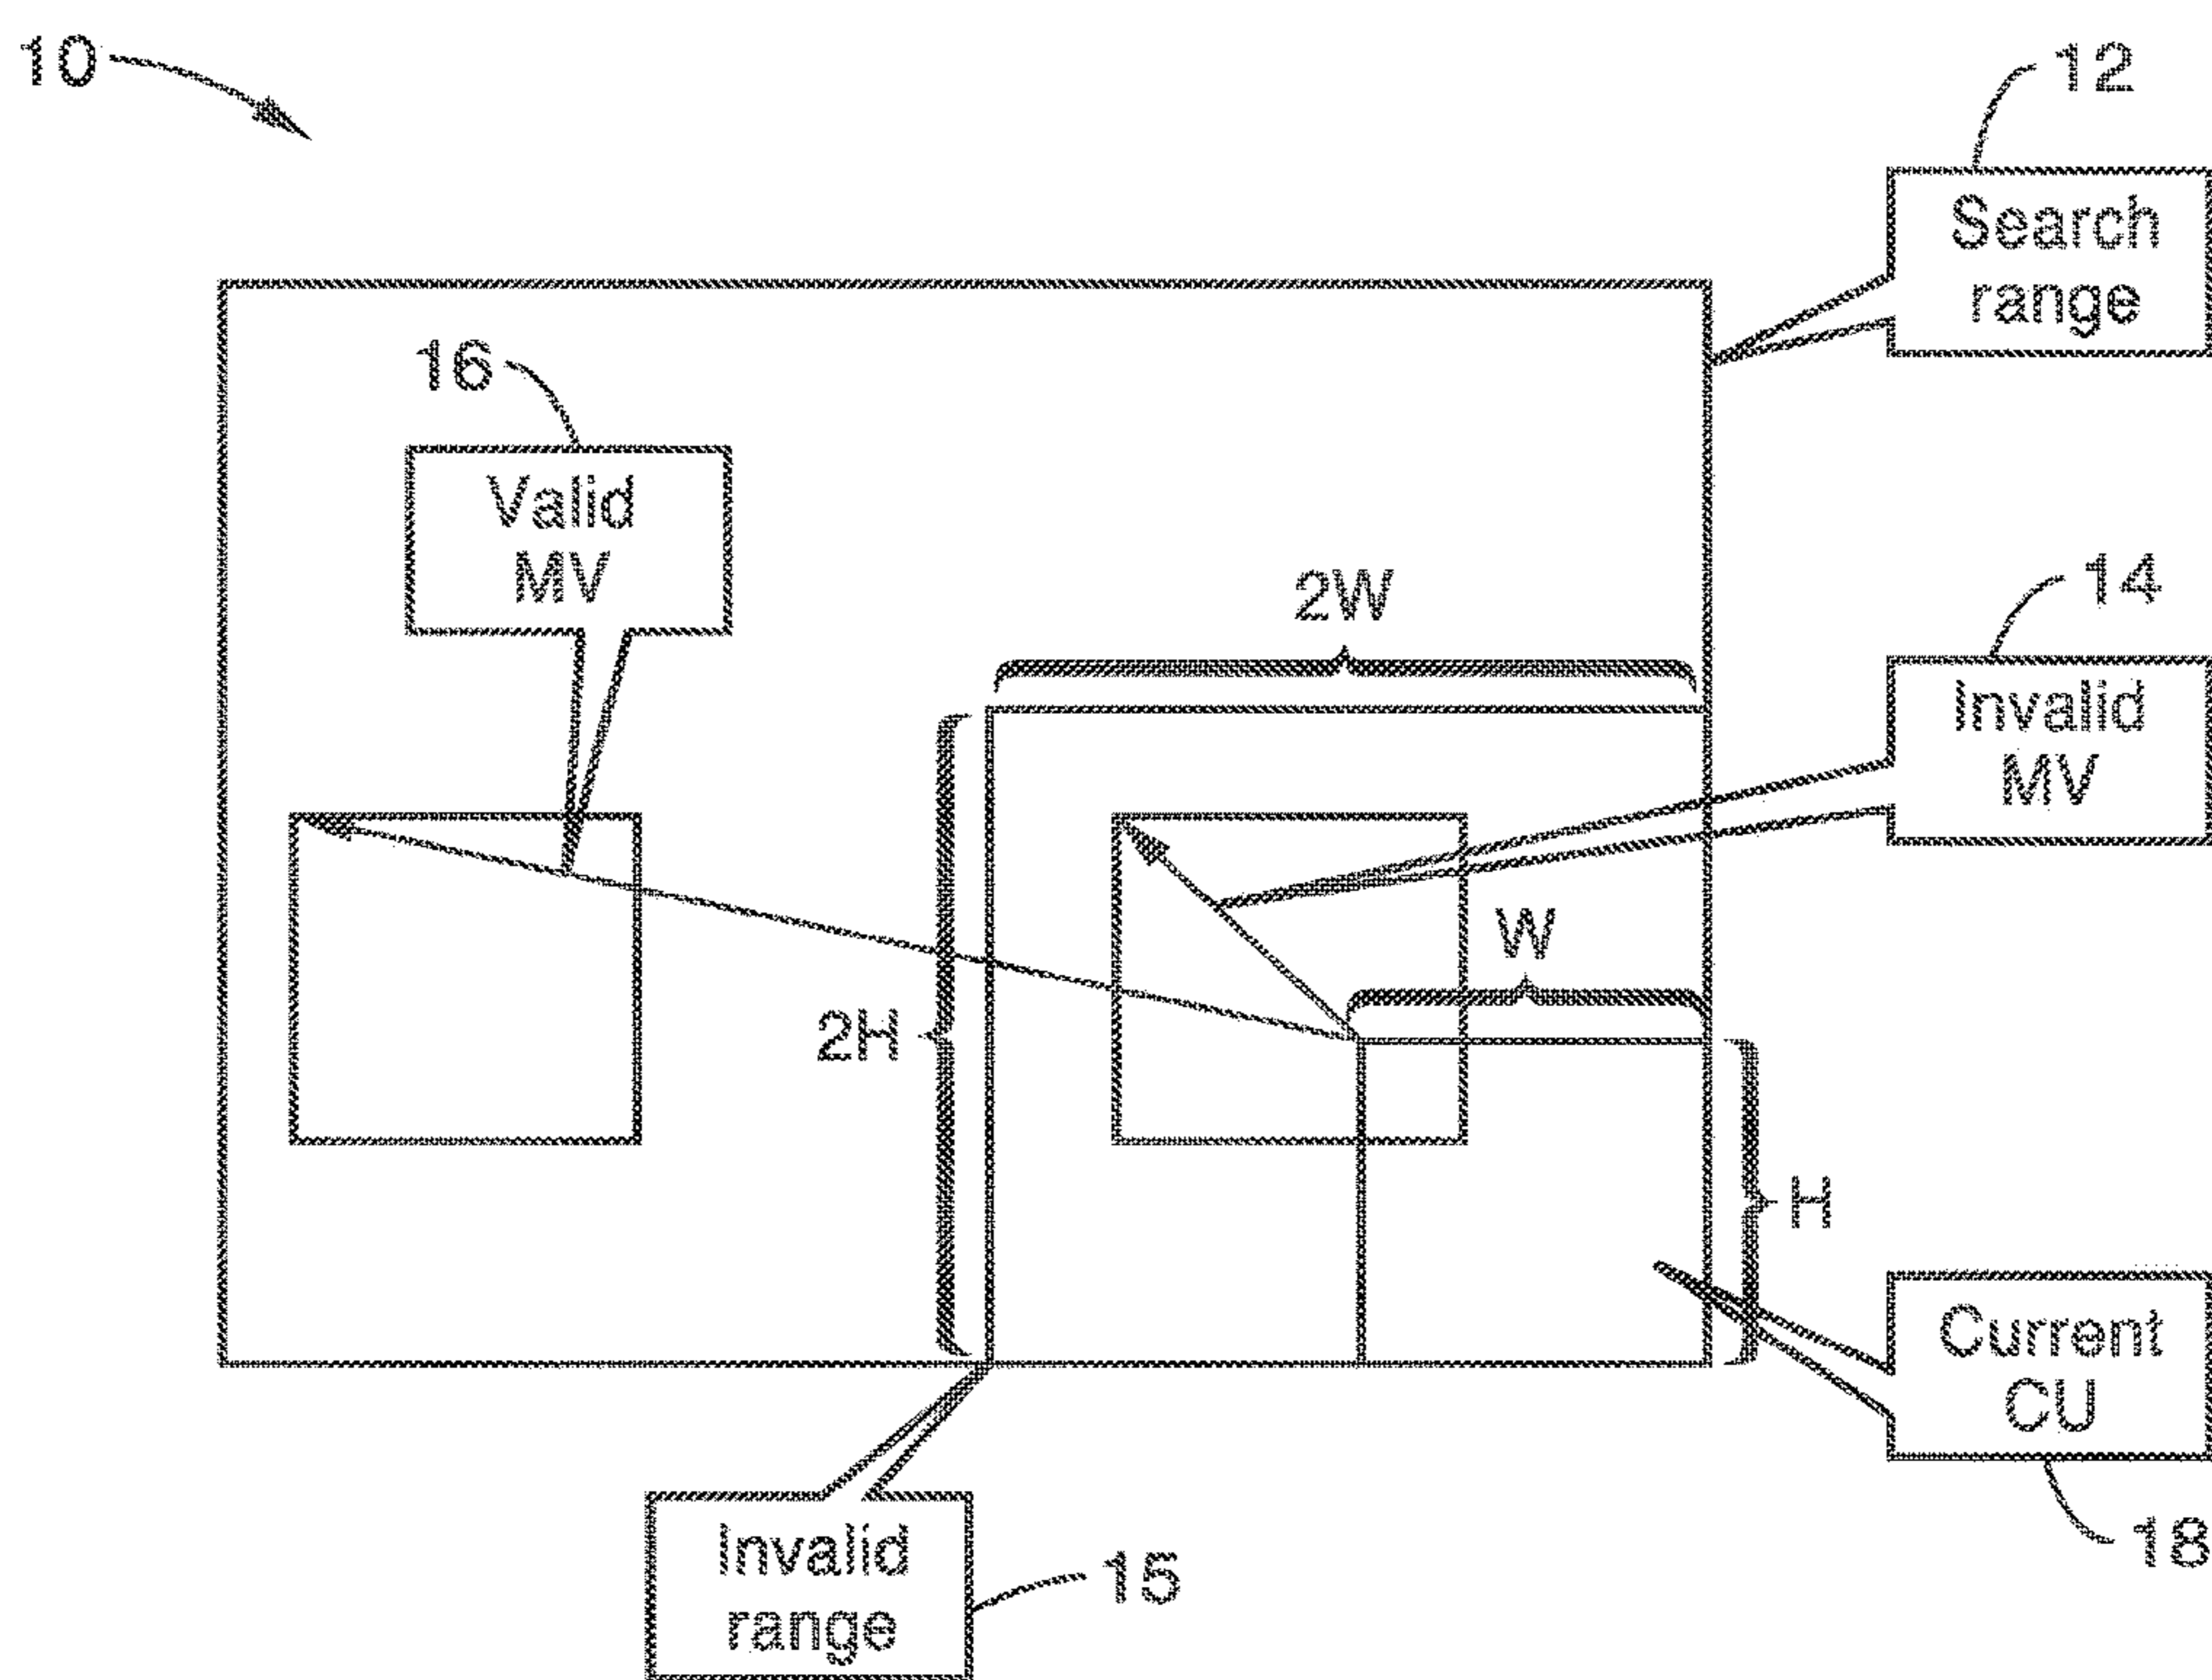 10
12
Search
range
16
Valid
MV
2W
14
Invalid
MV
W
2H
H
Current
CU
18
Invalid
range
15